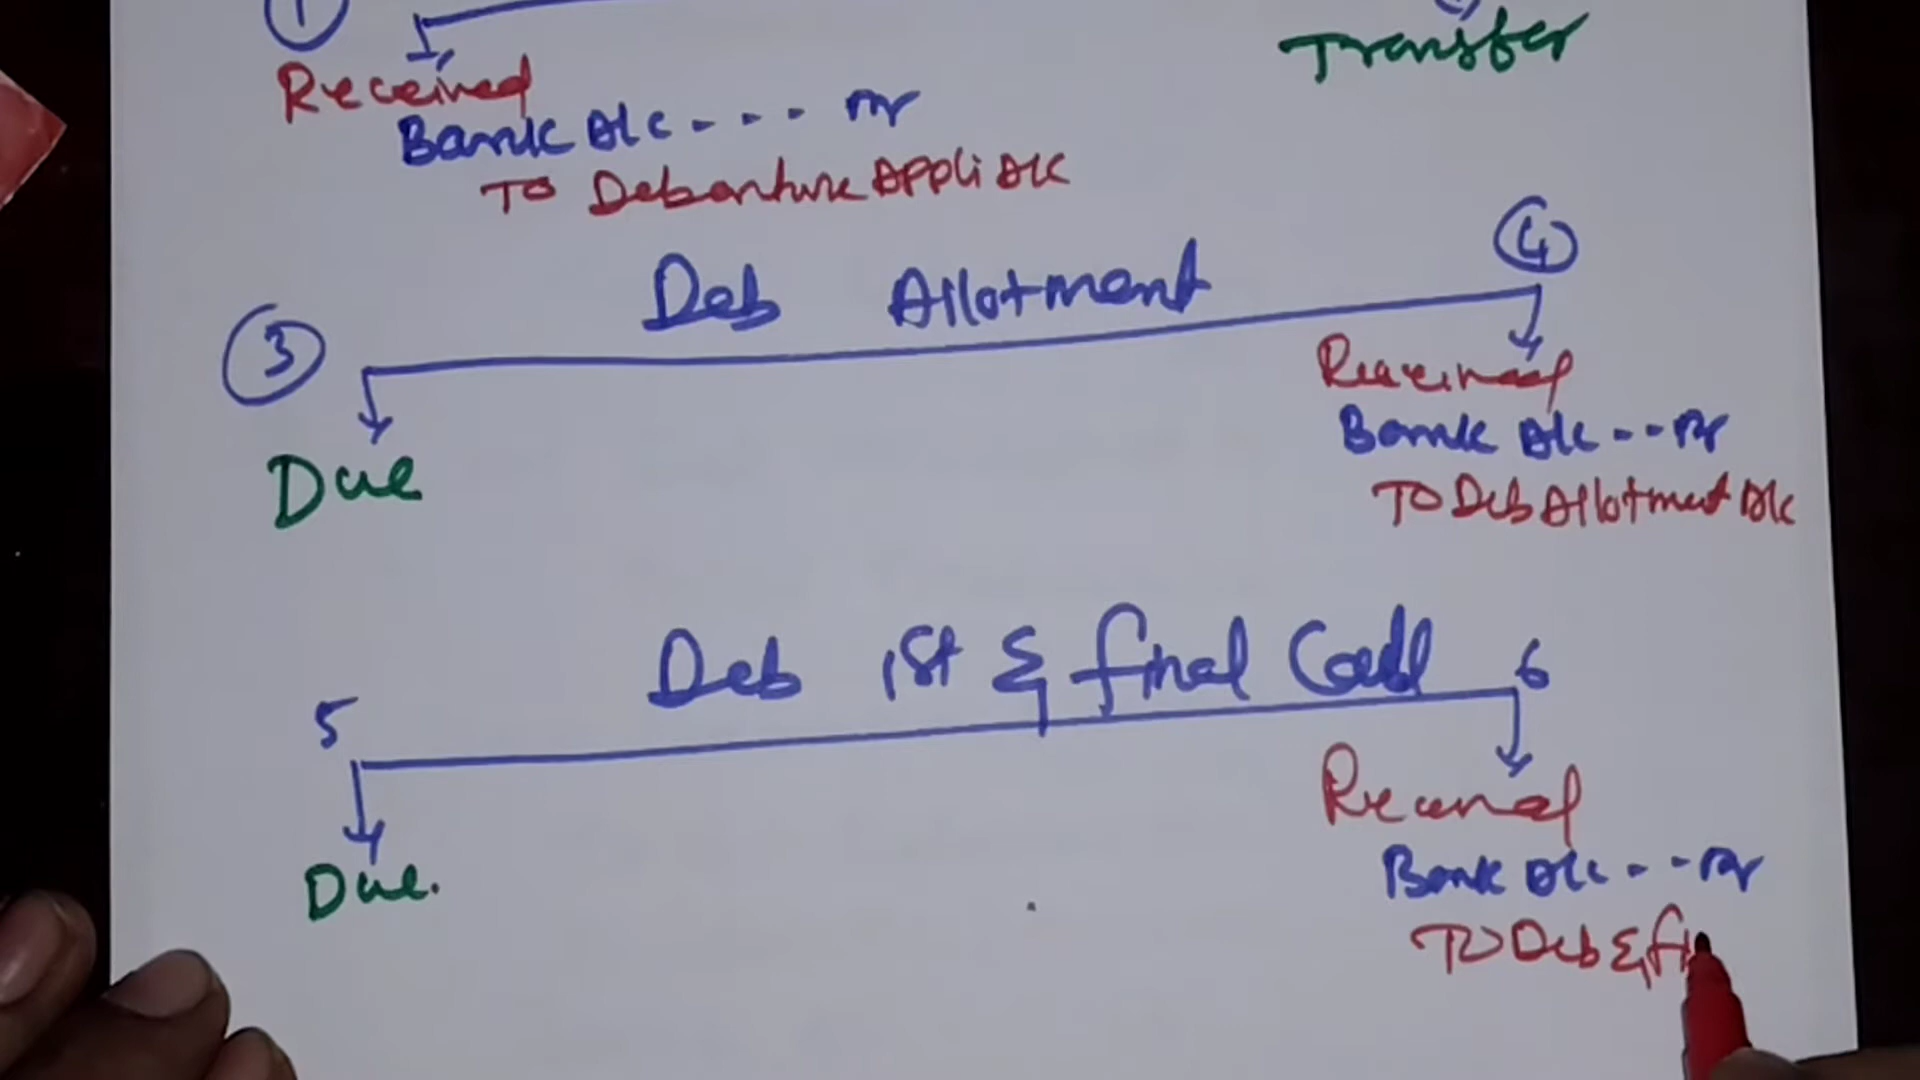 1
Transfer
Received
Bank A/c - - - Dr
To Debenture Appli A/c
4
Deb Allotment
3
Received
Bank A/c - - Dr
Due
To Deb Allotment A/c
Deb 1st & final Call 6
5
Received
Bank A/c - - Dr
Due.
To Deb & fi